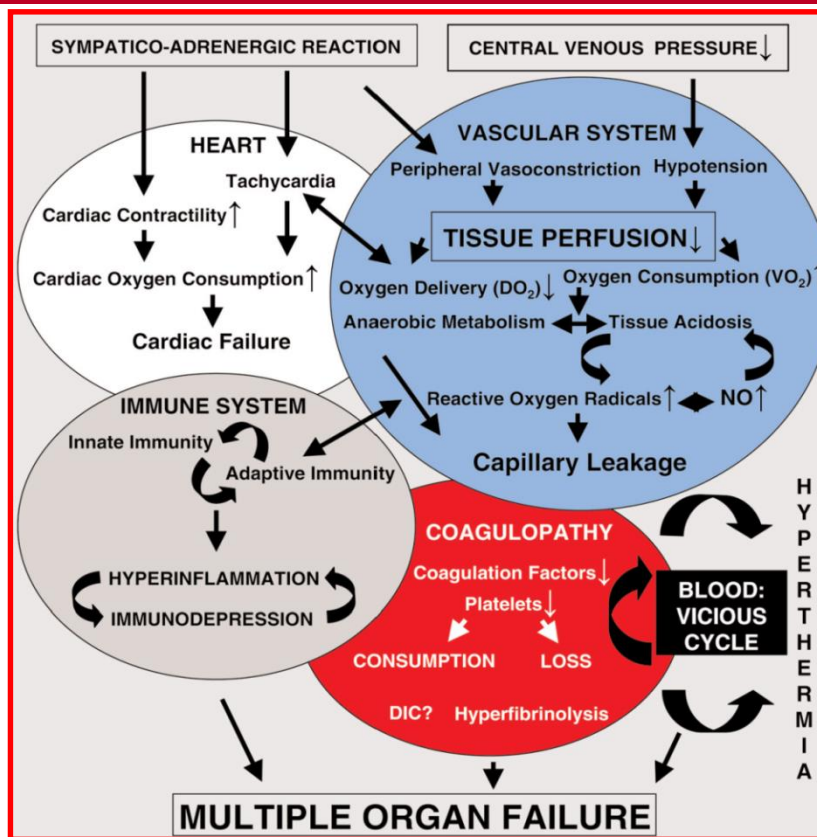 SYMPATICO-ADRENERGIC REACTION
CENTRAL VENOUS PRESSURE↓
HEART
Tachycardia
Cardiac Contractility↑
Cardiac Oxygen Consumption↑
Cardiac Failure
VASCULAR SYSTEM
Peripheral Vasoconstriction
Hypotension
TISSUE PERFUSION↓
Oxygen Delivery (DO₂)↓
Oxygen Consumption (VO₂)↑
Anaerobic Metabolism
Tissue Acidosis
Reactive Oxygen Radicals↑
NO↑
Capillary Leakage
IMMUNE SYSTEM
Innate Immunity
Adaptive Immunity
HYPERINFLAMMATION
IMMUNODEPRESSION
COAGULOPATHY
Coagulation Factors↓
Platelets↓
CONSUMPTION
LOSS
DIC?
Hyperfibrinolysis
BLOOD:
VICIOUS
CYCLE
HYPERTHERMIA
MULTIPLE ORGAN FAILURE